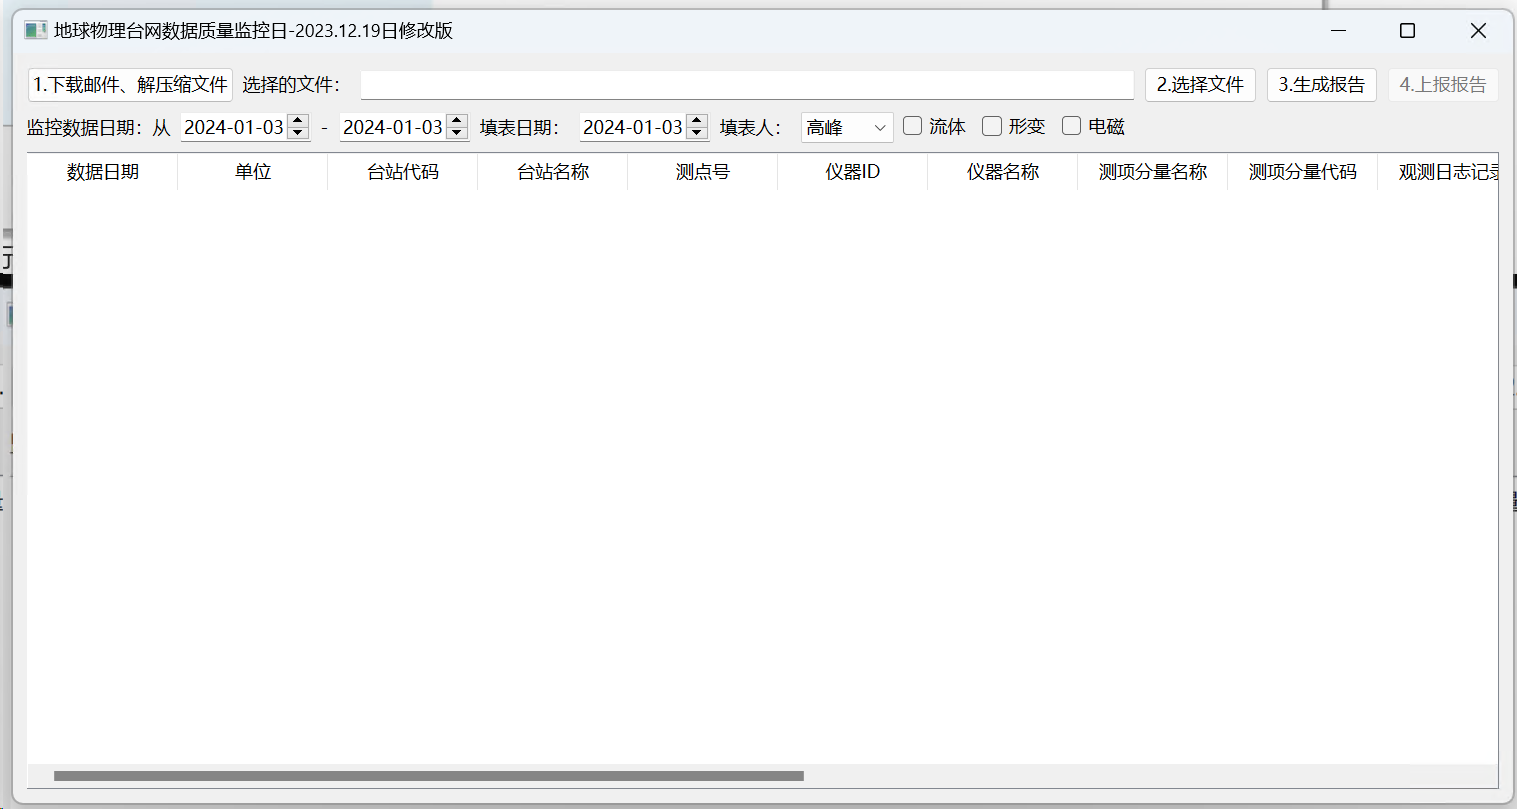 地球物理台网数据质量监控日-2023.12.19日修改版
1.下载邮件、解压缩文件 选择的文件： 2.选择文件 3.生成报告 4.上报报告
监控数据日期：从 2024-01-03 - 2024-01-03 填表日期： 2024-01-03 填表人： 高峰 流体 形变 电磁
数据日期 单位 台站代码 台站名称 测点号 仪器ID 仪器名称 测项分量名称 测项分量代码 观测日志记录